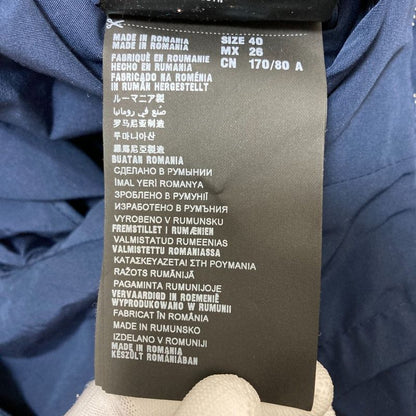 SIZE 40
MX 26
CN 170/80 A
MADE IN ROMANIA
MADE IN ROMANIA
FABRIQUÉ EN ROUMANIE
HECHO EN RUMANIA
FABRICADO NA ROMÉNIA
IN RUMÄN HERGESTELLT
ルーマニア製
صنع في رومانيا
罗马尼亚制造
루마니아산
羅馬尼亞製造
BUATAN ROMANIA
СДЕЛАНО В РУМЫНИИ
İMAL YERİ ROMANYA
ЗРОБЛЕНО В РУМУНІЇ
ИЗРАБОТЕНО В РУМЪНИЯ
VYROBENO V RUMUNSKU
FREMSTILLET I RUMÆNIEN
VALMISTATUD RUMEENIAS
VALMISTETTU ROMANIASSA
ΚΑΤΑΣΚΕΥΑΖΕΤΑΙ ΣΤΗ ΡΟΥΜΑΝΙΑ
RAŽOTS RUMĀNIJĀ
PAGAMINTA RUMUNIJOJE
VERVAARDIGD IN ROEMENIË
WYPRODUKOWANO W RUMUNII
FABRICAT ÎN ROMÂNIA
MADE IN RUMUNSKO
IZDELANO V ROMUNIJI
MADE IN ROMANIA
KÉSZÜLT ROMÁNIÁBAN